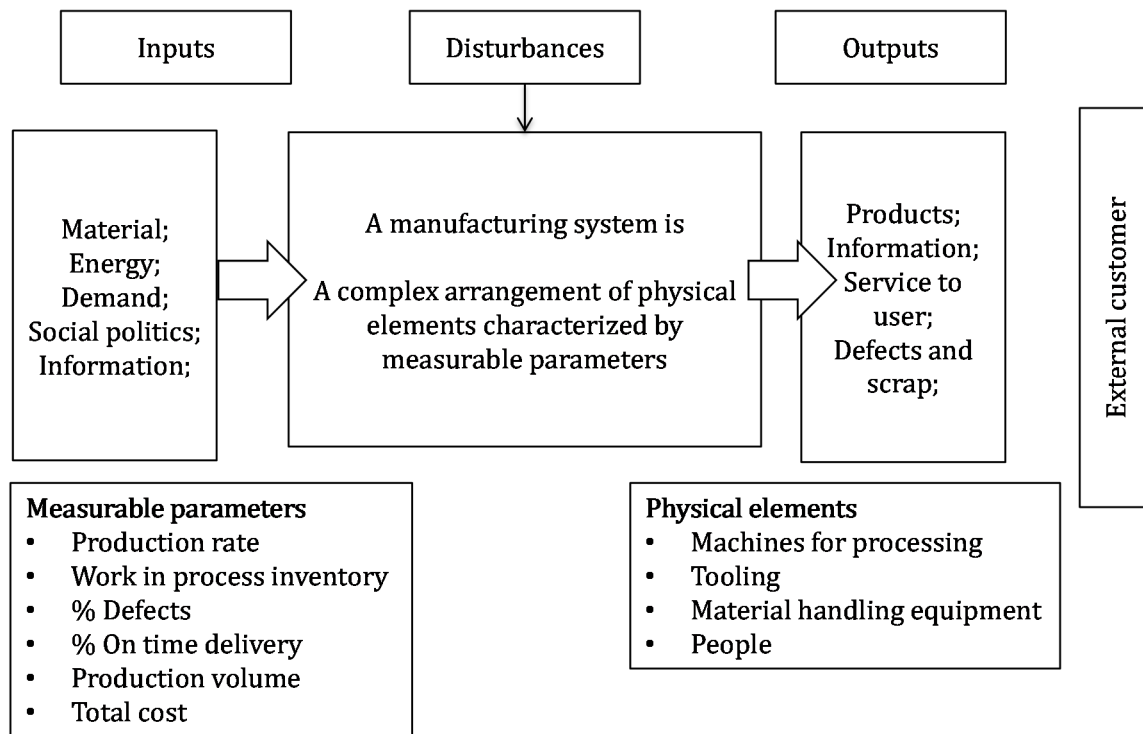 Inputs
Disturbances
Outputs
Material;
Energy;
Demand;
Social politics;
Information;
A manufacturing system is
A complex arrangement of physical
elements characterized by
measurable parameters
Products;
Information;
Service to
user;
Defects and
scrap;
External customer
Measurable parameters
• Production rate
• Work in process inventory
• % Defects
• % On time delivery
• Production volume
• Total cost
Physical elements
• Machines for processing
• Tooling
• Material handling equipment
• People